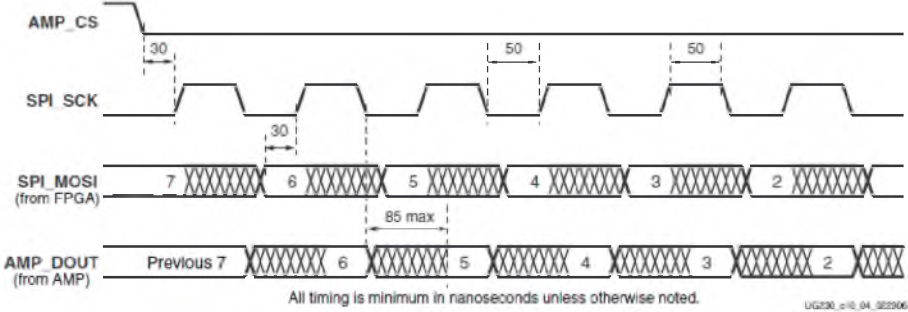 AMP_CS
30
50
50
SPI_SCK
30
SPI_MOSI
(from FPGA)
7 6 5 4 3 2
85 max
AMP_DOUT
(from AMP)
Previous 7 6 5 4 3 2
All timing is minimum in nanoseconds unless otherwise noted.
UG230_c10_04_022306